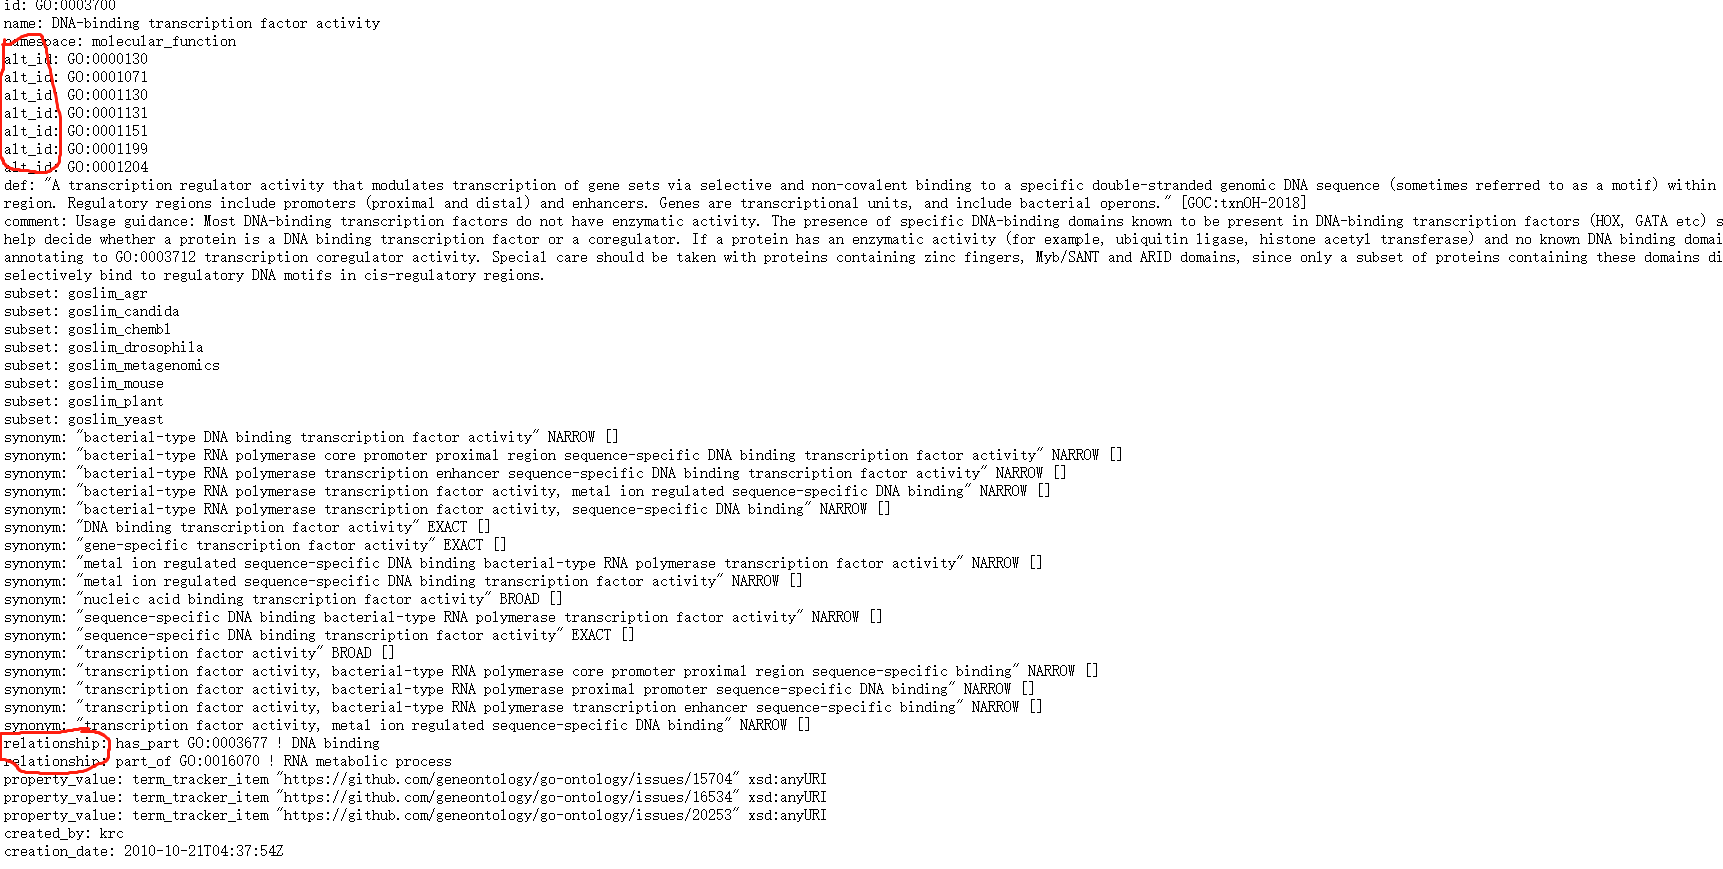 id: GO:0003700
name: DNA-binding transcription factor activity
namespace: molecular_function
alt_id: GO:0000130
alt_id: GO:0001071
alt_id: GO:0001130
alt_id: GO:0001131
alt_id: GO:0001151
alt_id: GO:0001199
alt_id: GO:0001204
def: "A transcription regulator activity that modulates transcription of gene sets via selective and non-covalent binding to a specific double-stranded genomic DNA sequence (sometimes referred to as a motif) within
region. Regulatory regions include promoters (proximal and distal) and enhancers. Genes are transcriptional units, and include bacterial operons." [GOC:txnOH-2018]
comment: Usage guidance: Most DNA-binding transcription factors do not have enzymatic activity. The presence of specific DNA-binding domains known to be present in DNA-binding transcription factors (HOX, GATA etc) s
help decide whether a protein is a DNA binding transcription factor or a coregulator. If a protein has an enzymatic activity (for example, ubiquitin ligase, histone acetyl transferase) and no known DNA binding domai
annotating to GO:0003712 transcription coregulator activity. Special care should be taken with proteins containing zinc fingers, Myb/SANT and ARID domains, since only a subset of proteins containing these domains di
selectively bind to regulatory DNA motifs in cis-regulatory regions.
subset: goslim_agr
subset: goslim_candida
subset: goslim_chembl
subset: goslim_drosophila
subset: goslim_metagenomics
subset: goslim_mouse
subset: goslim_plant
subset: goslim_yeast
synonym: "bacterial-type DNA binding transcription factor activity" NARROW []
synonym: "bacterial-type RNA polymerase core promoter proximal region sequence-specific DNA binding transcription factor activity" NARROW []
synonym: "bacterial-type RNA polymerase transcription enhancer sequence-specific DNA binding transcription factor activity" NARROW []
synonym: "bacterial-type RNA polymerase transcription factor activity, metal ion regulated sequence-specific DNA binding" NARROW []
synonym: "bacterial-type RNA polymerase transcription factor activity, sequence-specific DNA binding" NARROW []
synonym: "DNA binding transcription factor activity" EXACT []
synonym: "gene-specific transcription factor activity" EXACT []
synonym: "metal ion regulated sequence-specific DNA binding bacterial-type RNA polymerase transcription factor activity" NARROW []
synonym: "metal ion regulated sequence-specific DNA binding transcription factor activity" NARROW []
synonym: "nucleic acid binding transcription factor activity" BROAD []
synonym: "sequence-specific DNA binding bacterial-type RNA polymerase transcription factor activity" NARROW []
synonym: "sequence-specific DNA binding transcription factor activity" EXACT []
synonym: "transcription factor activity" BROAD []
synonym: "transcription factor activity, bacterial-type RNA polymerase core promoter proximal region sequence-specific binding" NARROW []
synonym: "transcription factor activity, bacterial-type RNA polymerase proximal promoter sequence-specific DNA binding" NARROW []
synonym: "transcription factor activity, bacterial-type RNA polymerase transcription enhancer sequence-specific binding" NARROW []
synonym: "transcription factor activity, metal ion regulated sequence-specific DNA binding" NARROW []
relationship: has_part GO:0003677 ! DNA binding
relationship: part_of GO:0016070 ! RNA metabolic process
property_value: term_tracker_item "https://github.com/geneontology/go-ontology/issues/15704" xsd:anyURI
property_value: term_tracker_item "https://github.com/geneontology/go-ontology/issues/16534" xsd:anyURI
property_value: term_tracker_item "https://github.com/geneontology/go-ontology/issues/20253" xsd:anyURI
created_by: krc
creation_date: 2010-10-21T04:37:54Z